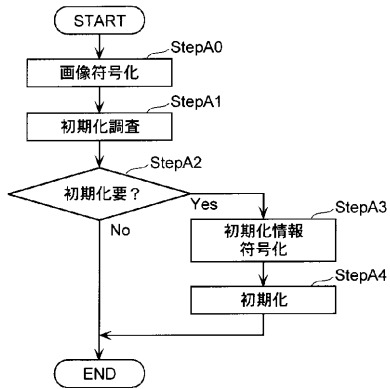 START
StepA0
画像符号化
StepA1
初期化調査
StepA2
初期化要？
Yes
No
StepA3
初期化情報
符号化
StepA4
初期化
END